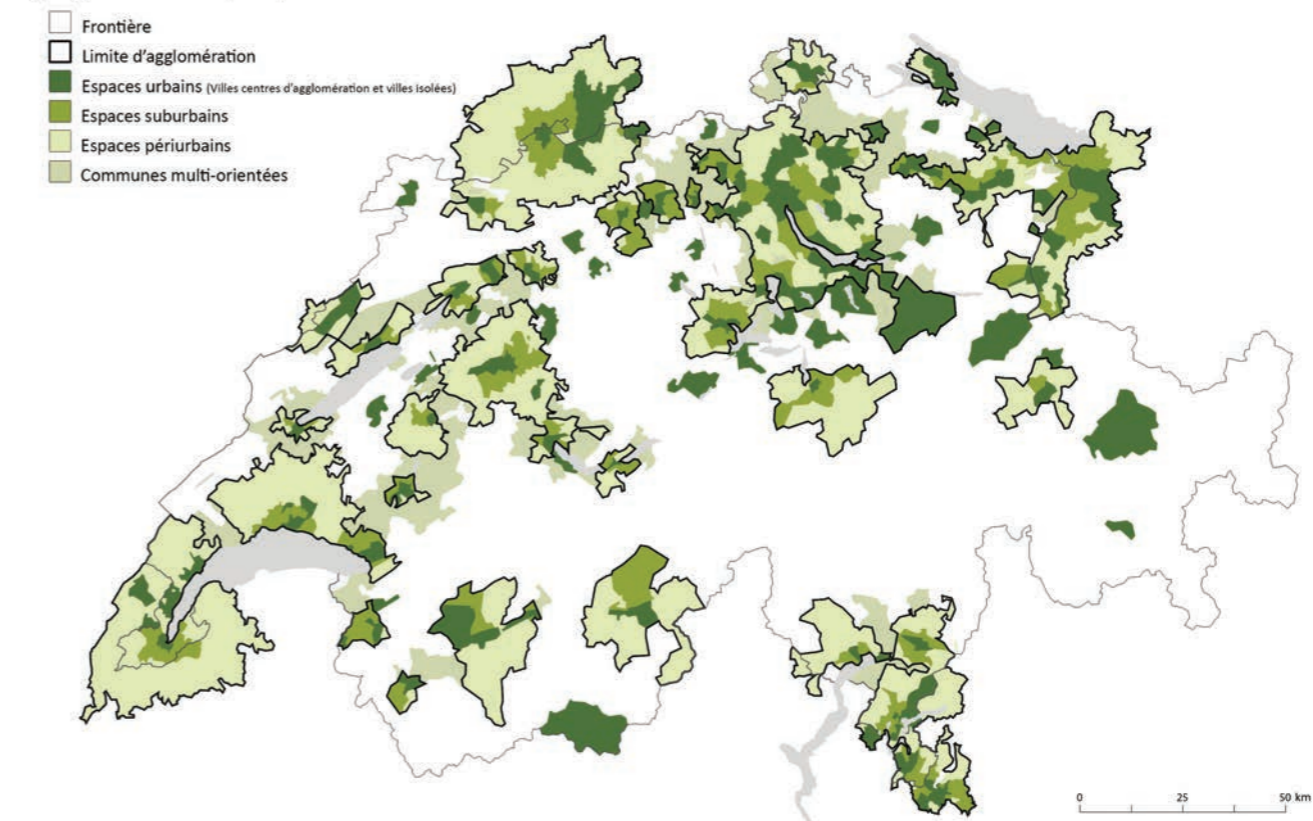 Frontière
Limite d'agglomération
Espaces urbains (Villes centres d'agglomération et villes isolées)
Espaces suburbains
Espaces périurbains
Communes multi-orientées
0 25 50 km